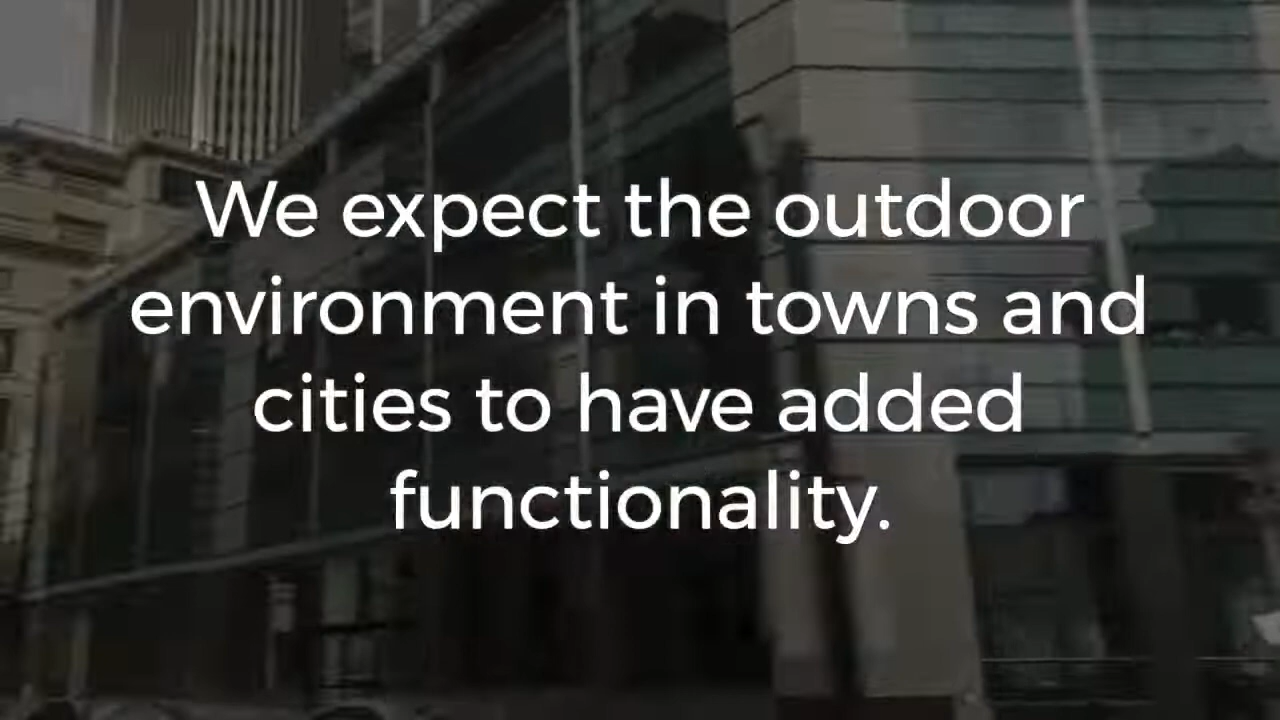 We expect the outdoor
environment in towns and
cities to have added
functionality.